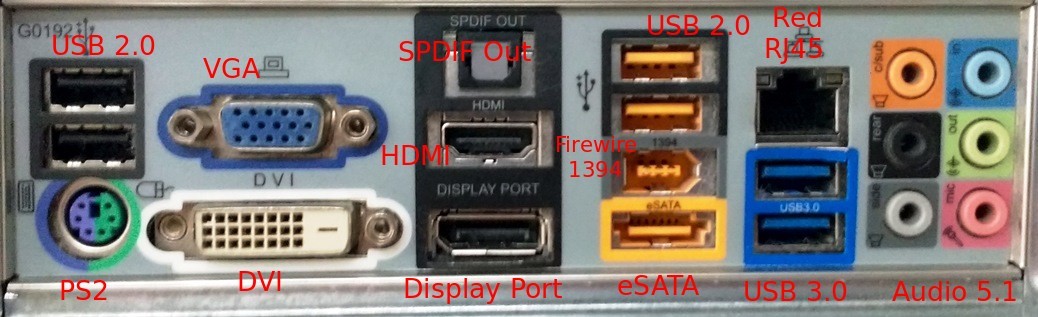 G0192
USB 2.0
VGA
SPDIF OUT
SPDIF Out
HDMI
HDMI
USB 2.0
Red
RJ45
c/sub
in
rear
out
side
mic
1394
Firewire
1394
DVI
DISPLAY PORT
eSATA
USB3.0
PS2
DVI
Display Port
eSATA
USB 3.0
Audio 5.1